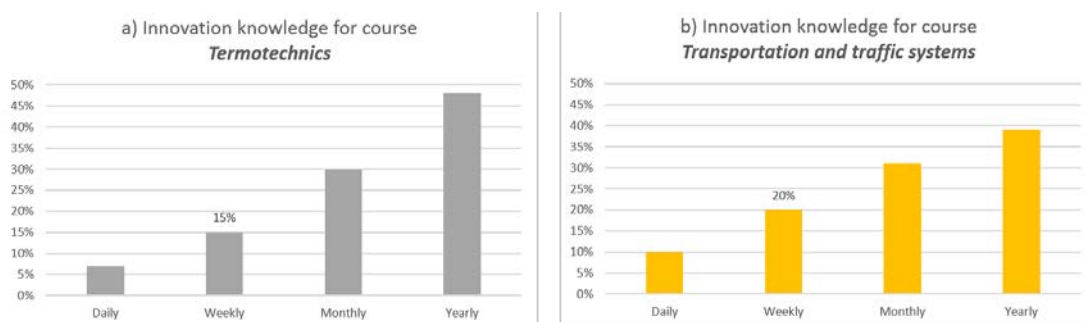 a) Innovation knowledge for course
Termotechnics
50%
45%
40%
35%
30%
25%
20%
15%
10%
5%
0%
15%
Daily
Weekly
Monthly
Yearly
b) Innovation knowledge for course
Transportation and traffic systems
50%
45%
40%
35%
30%
25%
20%
15%
10%
5%
0%
20%
Daily
Weekly
Monthly
Yearly